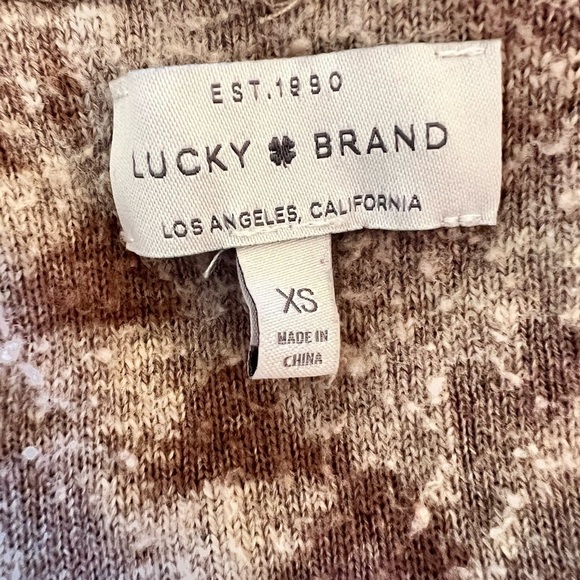 EST.1990
LUCKY BRAND
LOS ANGELES, CALIFORNIA
XS
MADE IN
CHINA